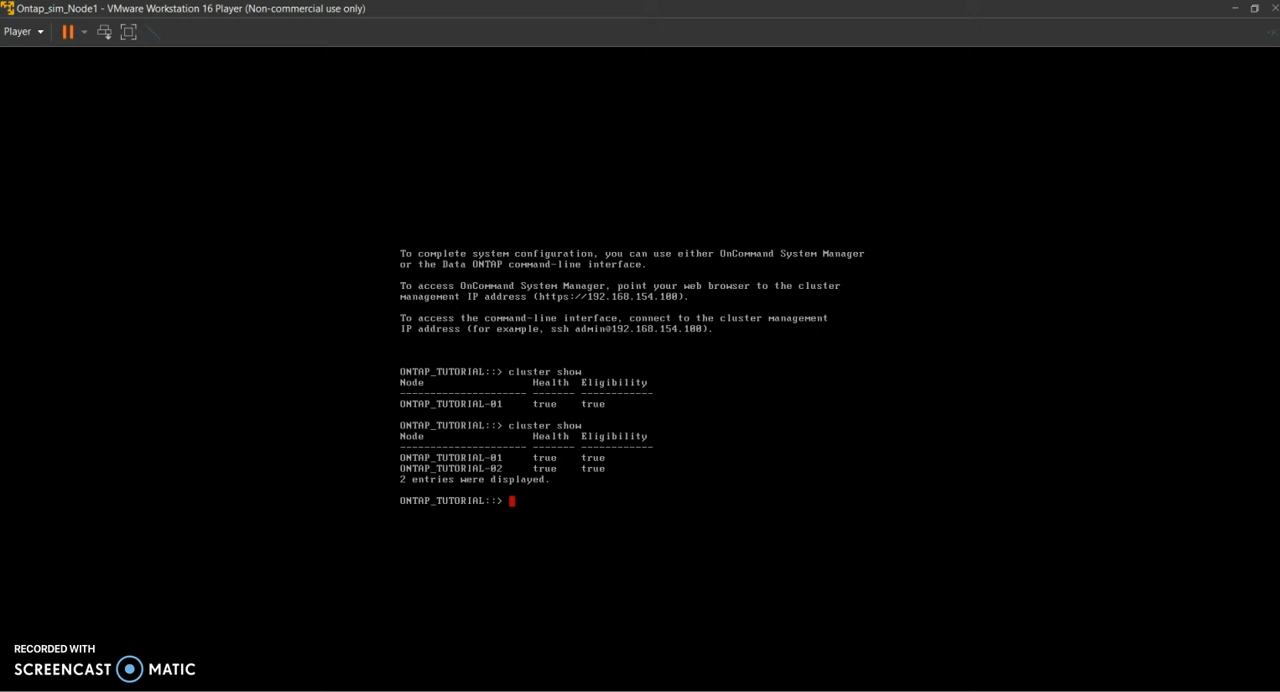 Ontap_sim_Node1 - VMware Workstation 16 Player (Non-commercial use only)
Player
To complete system configuration, you can use either OnCommand System Manager
or the Data ONTAP command-line interface.
To access OnCommand System Manager, point your web browser to the cluster
management IP address (https://192.168.154.100).
To access the command-line interface, connect to the cluster management
IP address (for example, ssh admin@192.168.154.100).
ONTAP_TUTORIAL::> cluster show
Node Health Eligibility
--------------------- ------- ------------
ONTAP_TUTORIAL-01 true true
ONTAP_TUTORIAL::> cluster show
Node Health Eligibility
--------------------- ------- ------------
ONTAP_TUTORIAL-01 true true
ONTAP_TUTORIAL-02 true true
2 entries were displayed.
ONTAP_TUTORIAL::>
RECORDED WITH
SCREENCAST MATIC